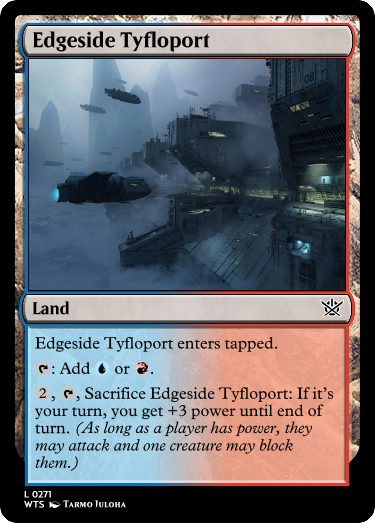 Edgeside Tyfloport
08
Land
Edgeside Tyfloport enters tapped.
: Add or .
2, , Sacrifice Edgeside Tyfloport: If it's
your turn, you get +3 power until end of
turn. (As long as a player has power, they
may attack and one creature may block
them.)
L 0271
WTS Tarmo Juloha